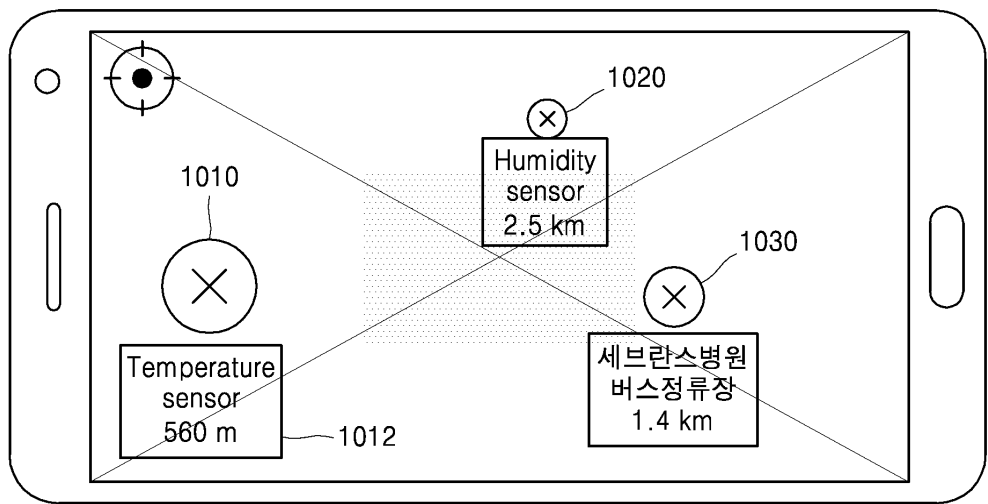 1020
Humidity
sensor
2.5 km
1010
1030
Temperature
sensor
560 m
1012
세브란스병원
버스정류장
1.4 km